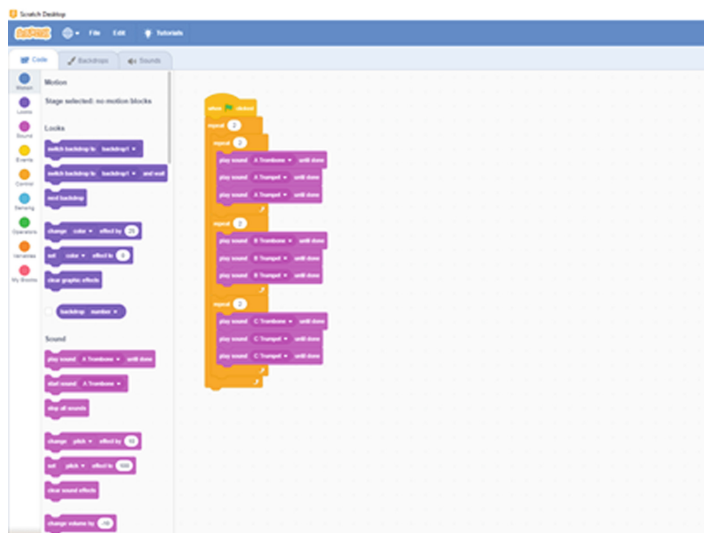 Scratch Desktop
SCRATCH File Edit Tutorials
Code Backdrops Sounds
Motion
Looks
Sound
Events
Control
Sensing
Operators
Variables
My Blocks
Motion
Stage selected: no motion blocks
Looks
switch backdrop to backdrop1
switch backdrop to backdrop1 and wait
next backdrop
change color effect by 25
set color effect to 0
clear graphic effects
backdrop number
Sound
play sound A Trombone until done
start sound A Trombone
stop all sounds
change pitch effect by 10
set pitch effect to 100
clear sound effects
change volume by -10
when clicked
repeat 2
repeat 2
play sound A Trombone until done
play sound A Trumpet until done
play sound A Trumpet until done
repeat 2
play sound B Trombone until done
play sound B Trumpet until done
play sound B Trumpet until done
repeat 2
play sound C Trombone until done
play sound C Trumpet until done
play sound C Trumpet until done